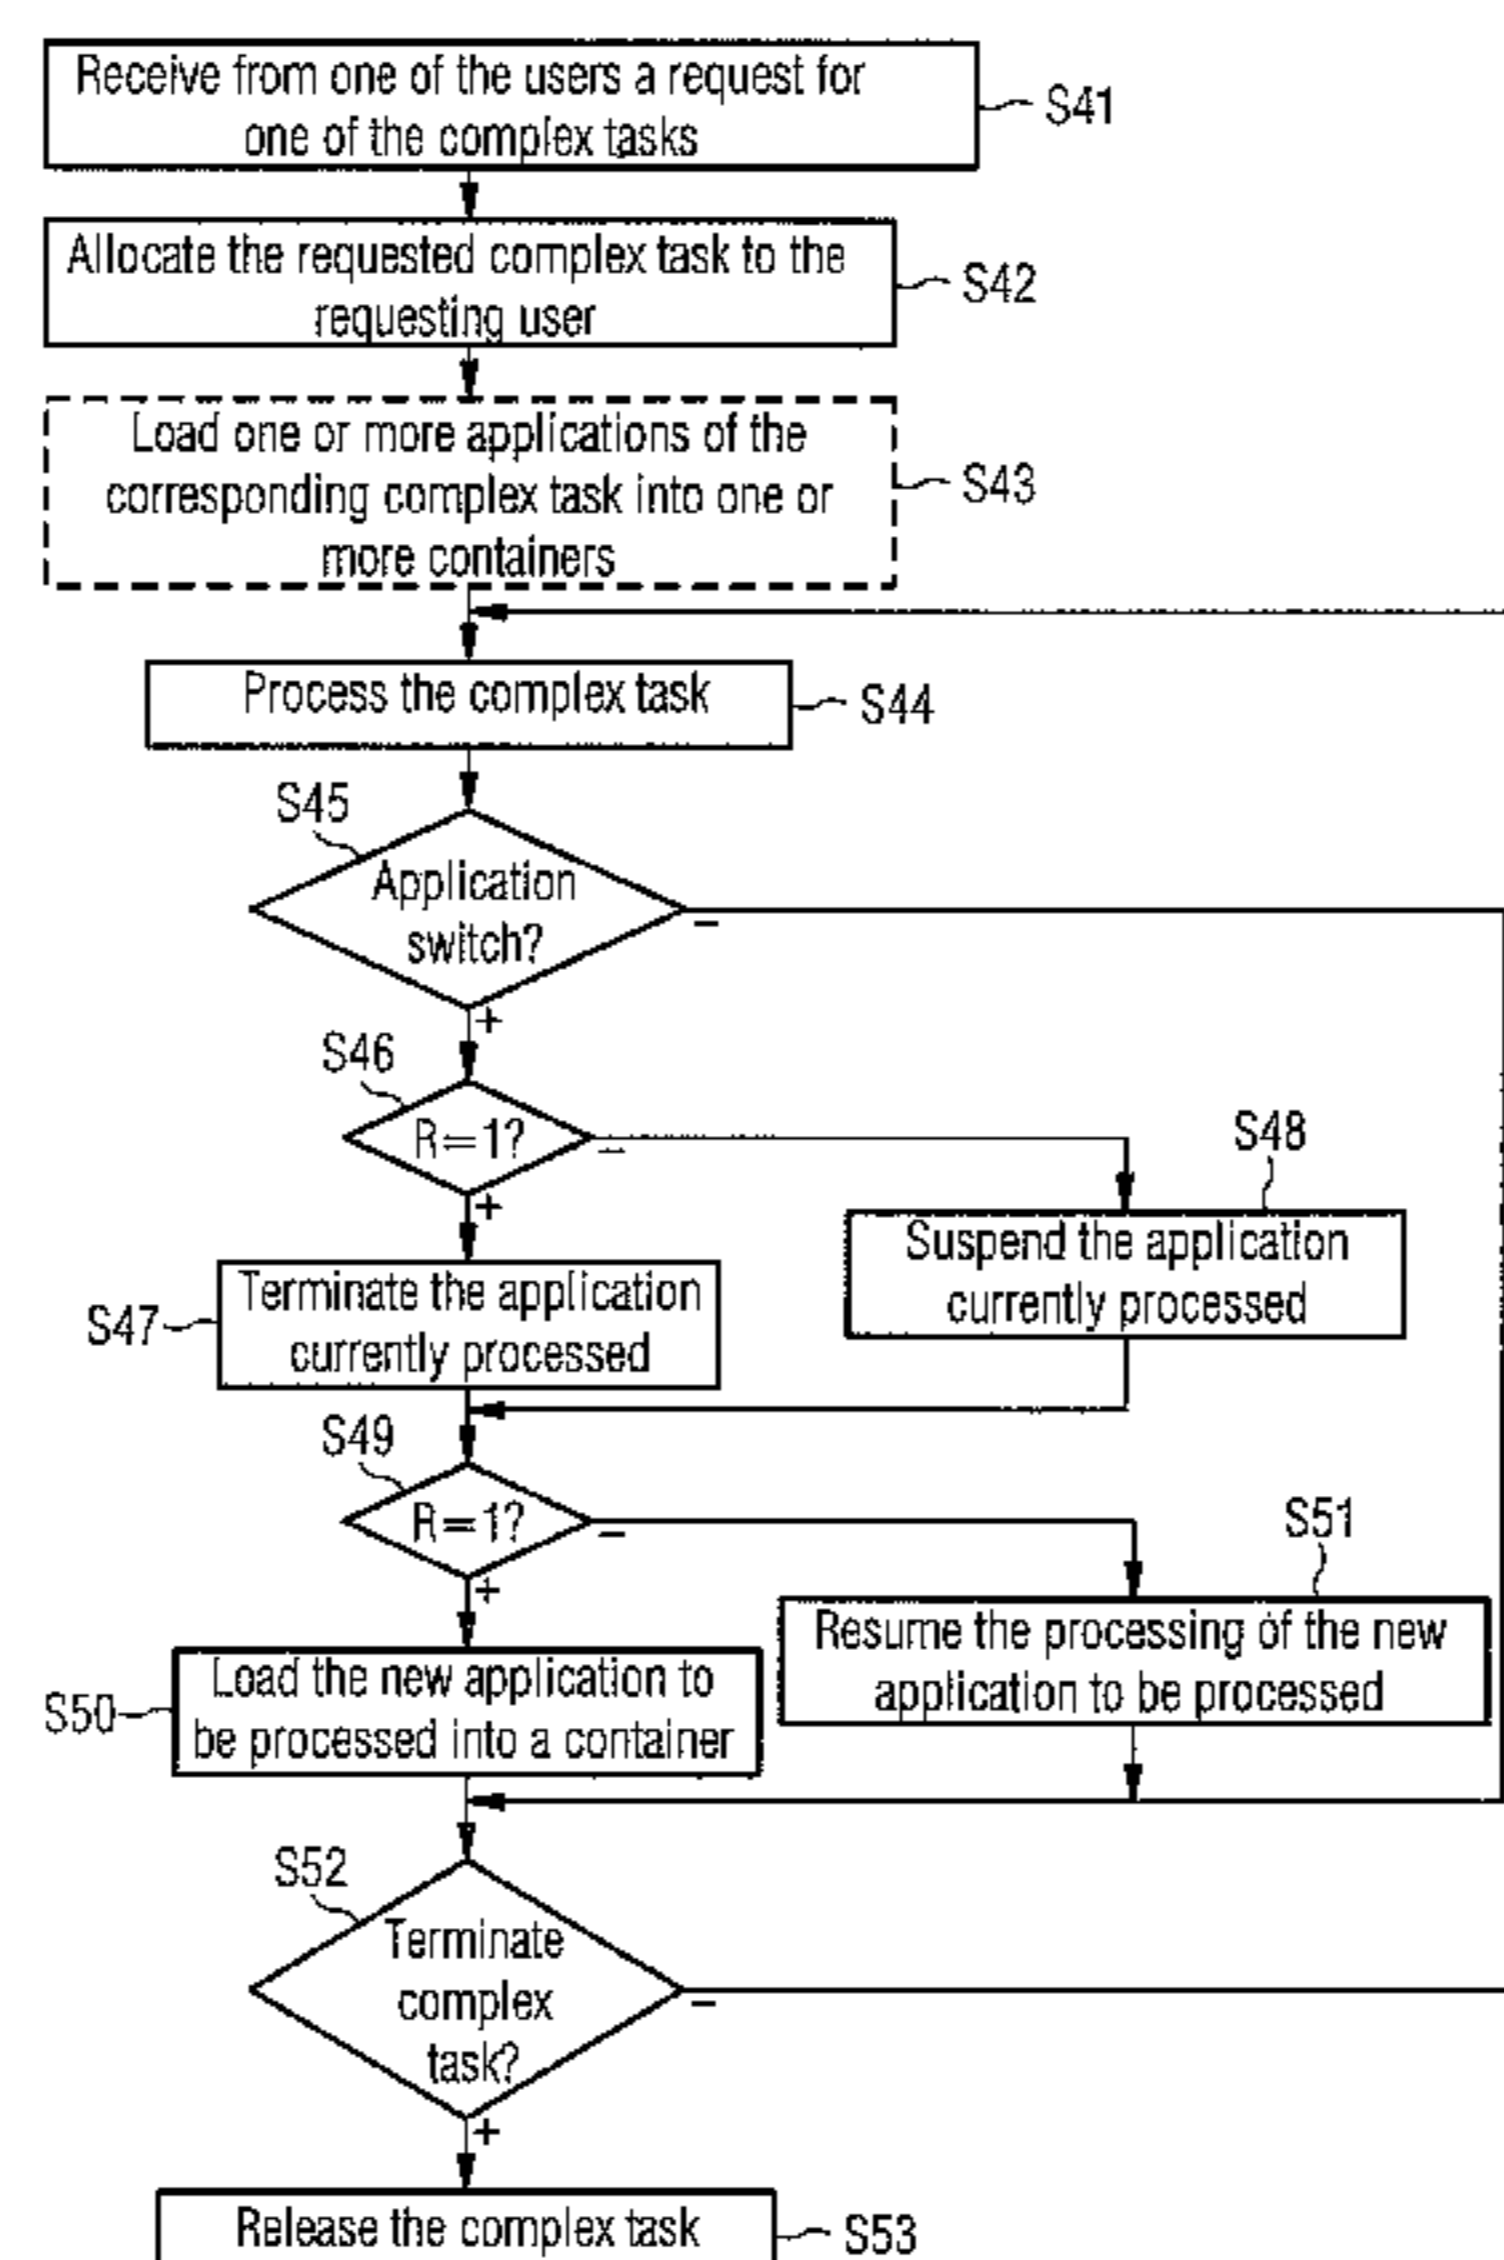 Receive from one of the users a request for
one of the complex tasks
S41
Allocate the requested complex task to the
requesting user
S42
Load one or more applications of the
corresponding complex task into one or
more containers
S43
Process the complex task
S44
S45
Application
switch?
–
+
S46
R=1?
–
+
S48
Suspend the application
currently processed
S47
Terminate the application
currently processed
S49
R=1?
–
+
S51
Resume the processing of the new
application to be processed
S50
Load the new application to
be processed into a container
S52
Terminate
complex
task?
–
+
Release the complex task
S53